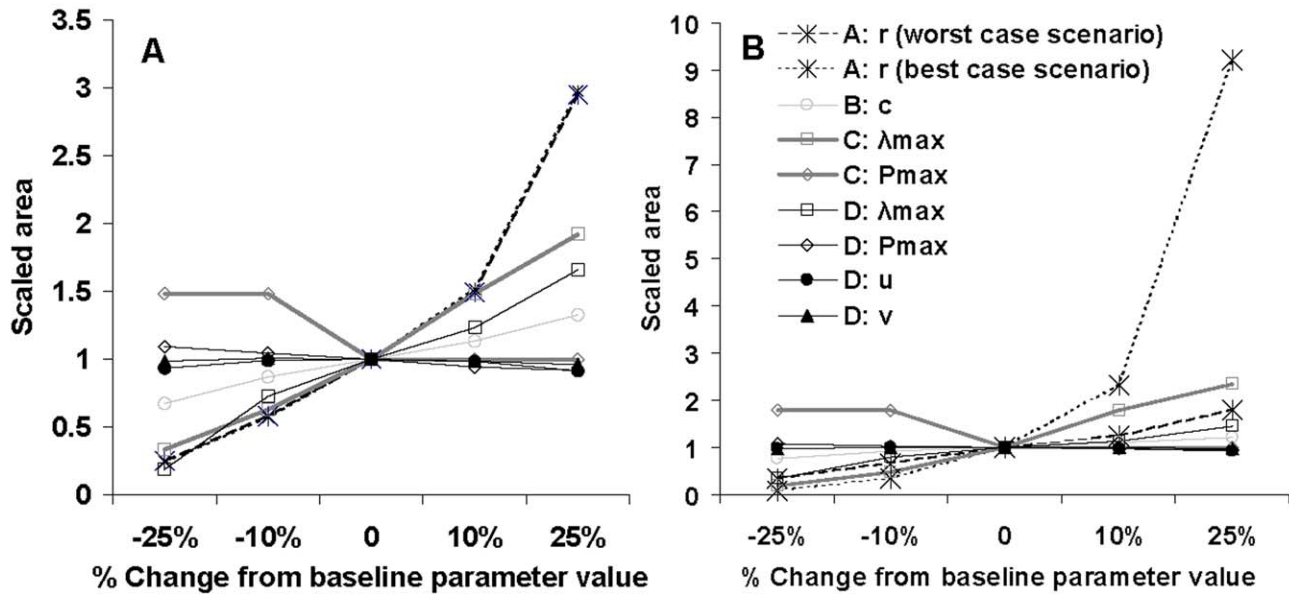 A
3.5
3
2.5
2
1.5
1
0.5
0
Scaled area
-25% -10% 0 10% 25%
% Change from baseline parameter value
B
10
9
8
7
6
5
4
3
2
1
0
Scaled area
A: r (worst case scenario)
A: r (best case scenario)
B: c
C: λmax
C: Pmax
D: λmax
D: Pmax
D: u
D: v
-25% -10% 0 10% 25%
% Change from baseline parameter value